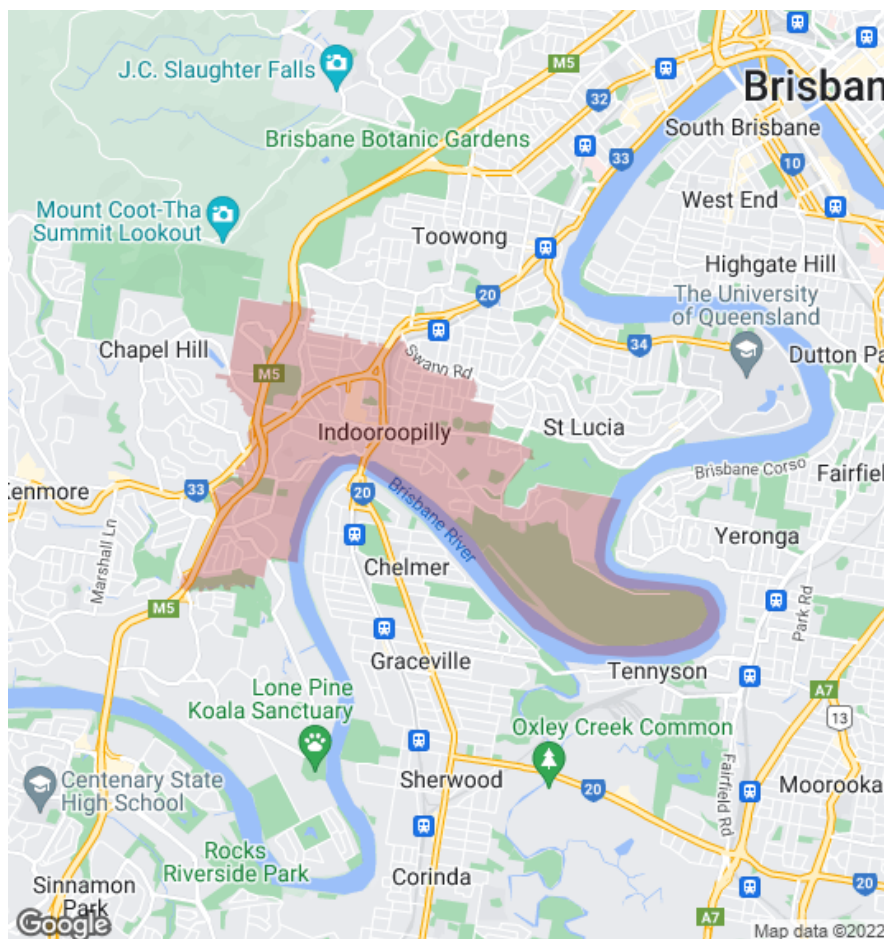 J.C. Slaughter Falls
M5
Brisban
32
South Brisbane
Brisbane Botanic Gardens
33
10
West End
Mount Coot-Tha
Summit Lookout
Toowong
Highgate Hill
20
The University
of Queensland
Chapel Hill
34
Dutton Pa
Swann Rd
M5
Indooroopilly
St Lucia
Brisbane Corso
Fairfield
Kenmore
33
20
Brisbane River
Marshall Ln
Yeronga
Chelmer
M5
Park Rd
Graceville
Tennyson
Lone Pine
Koala Sanctuary
A7
13
Oxley Creek Common
Centenary State
High School
Sherwood
20
Fairfield Rd
Moorooka
Rocks
Riverside Park
Corinda
20
Sinnamon
Park
A7
Google
Map data ©2022